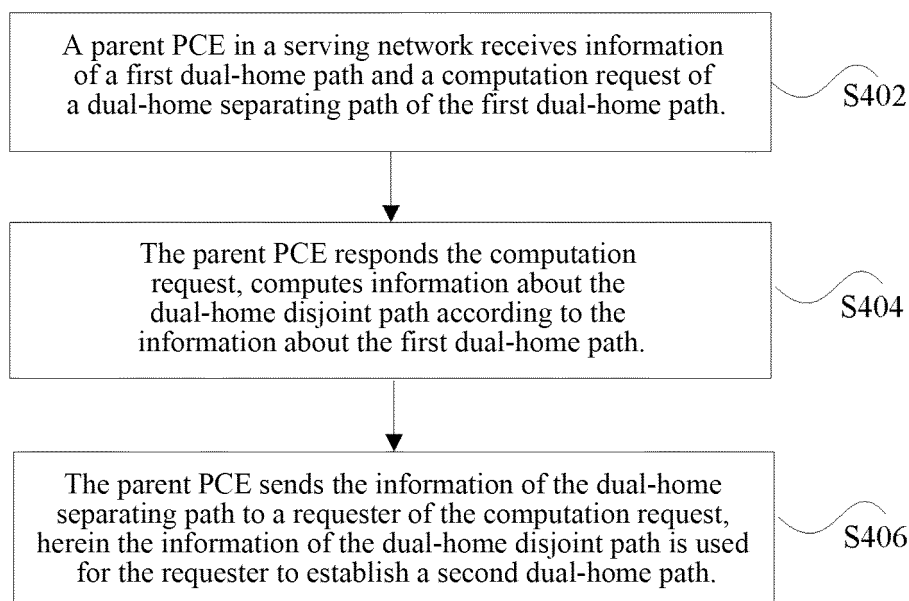 A parent PCE in a serving network receives information
of a first dual-home path and a computation request of
a dual-home separating path of the first dual-home path.
S402
The parent PCE responds the computation
request, computes information about the
dual-home disjoint path according to the
information about the first dual-home path.
S404
The parent PCE sends the information of the dual-home
separating path to a requester of the computation request,
herein the information of the dual-home disjoint path is used
for the requester to establish a second dual-home path.
S406